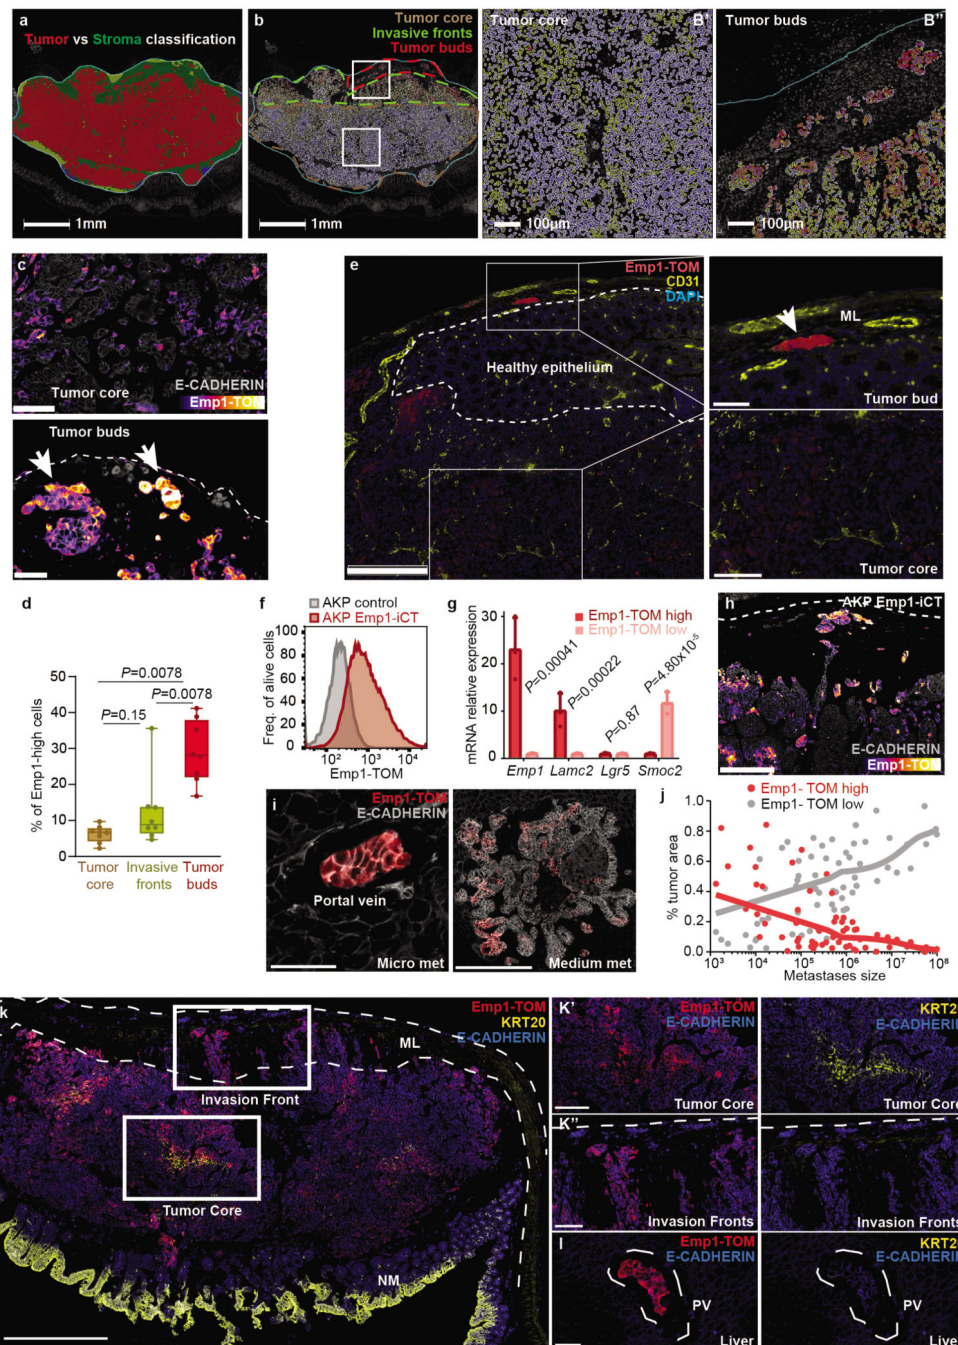 a
Tumor vs Stroma classification
1mm
b
Tumor core
Invasive fronts
Tumor buds
1mm
Tumor core
B'
100µm
Tumor buds
B"
100µm
c
Tumor core
E-CADHERIN
Emp1-TOM
Tumor buds
e
Emp1-TOM
CD31
DAPI
Healthy epithelium
ML
Tumor bud
Tumor core
d
% of Emp1-high cells
50
40
30
20
10
0
P=0.0078
P=0.0078
P=0.15
Tumor core
Invasive fronts
Tumor buds
f
AKP control
AKP Emp1-iCT
Freq. of alive cells
80
100
60
40
20
0
10² 10³ 10⁴
Emp1-TOM
g
mRNA relative expression
30
20
10
0
Emp1-TOM high
Emp1-TOM low
P=0.00041
P=0.00022
P=0.87
P=4.80x10⁻⁵
Emp1 Lamc2 Lgr5 Smoc2
h
AKP Emp1-iCT
E-CADHERIN
Emp1-TOM
i
Emp1-TOM
E-CADHERIN
Portal vein
Micro met
Medium met
j
Emp1- TOM high
Emp1- TOM low
% tumor area
1.0
0.8
0.6
0.4
0.2
0.0
10³ 10⁴ 10⁵ 10⁶ 10⁷ 10⁸
Metastases size
k
Emp1-TOM
KRT20
E-CADHERIN
ML
Invasion Front
Tumor Core
NM
K'
Emp1-TOM
E-CADHERIN
Tumor Core
KRT20
E-CADHERIN
Tumor Core
K"
Invasion Fronts
Invasion Fronts
l
Emp1-TOM
E-CADHERIN
PV
Liver
KRT20
E-CADHERIN
PV
Liver